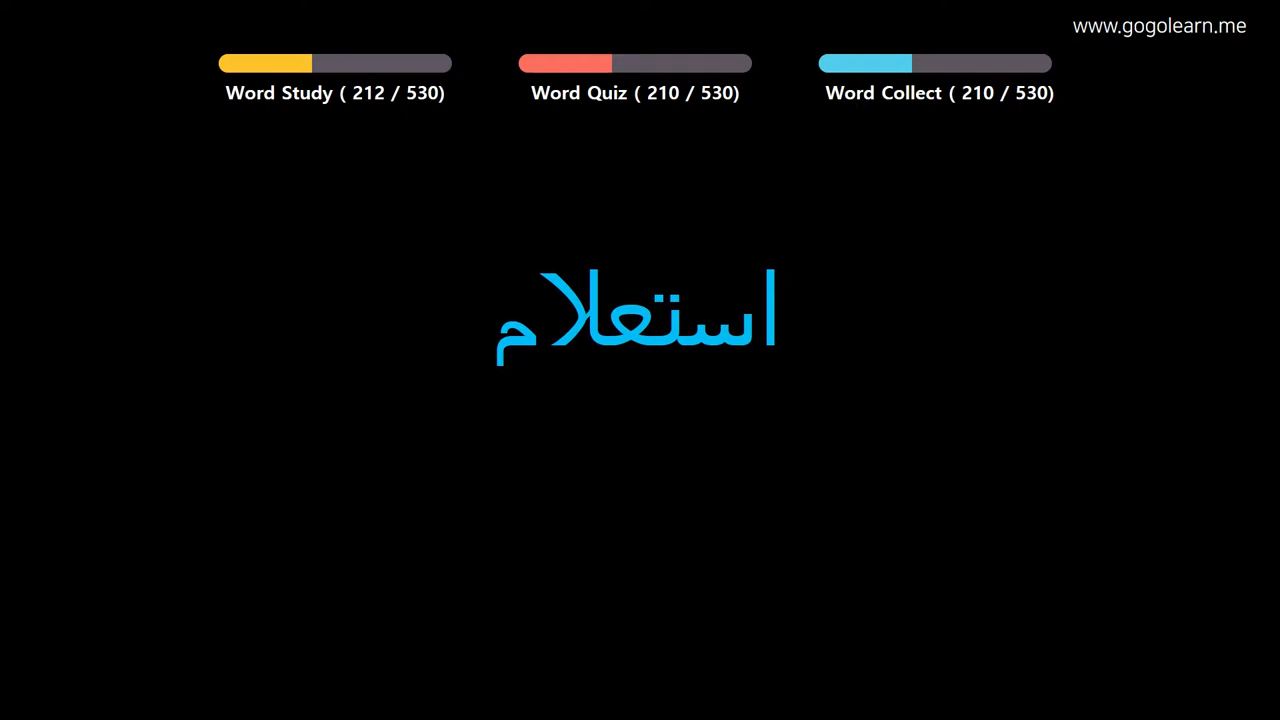 www.gogolearn.me
Word Study ( 212 / 530)
Word Quiz ( 210 / 530)
Word Collect ( 210 / 530)
استعلام